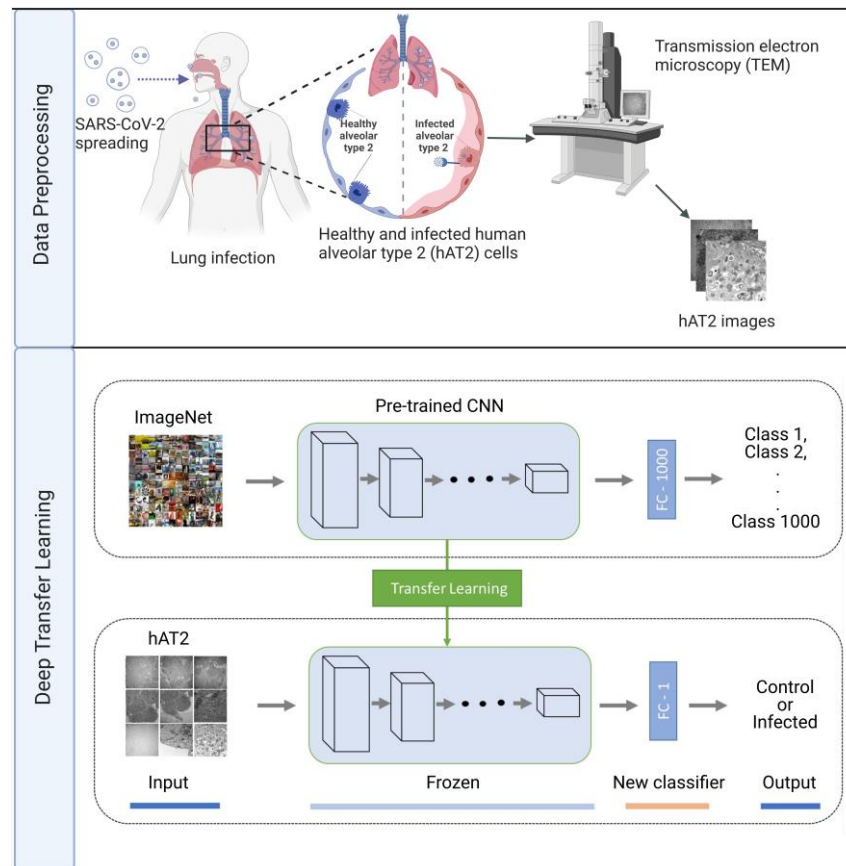 Data Preprocessing
SARS-CoV-2
spreading
Lung infection
Healthy
alveolar
type 2
Infected
alveolar
type 2
Healthy and infected human
alveolar type 2 (hAT2) cells
Transmission electron
microscopy (TEM)
hAT2 images
Deep Transfer Learning
ImageNet
Pre-trained CNN
FC - 1000
Class 1,
Class 2,
.
.
.
Class 1000
Transfer Learning
hAT2
FC - 1
Control
or
Infected
Input
Frozen
New classifier
Output